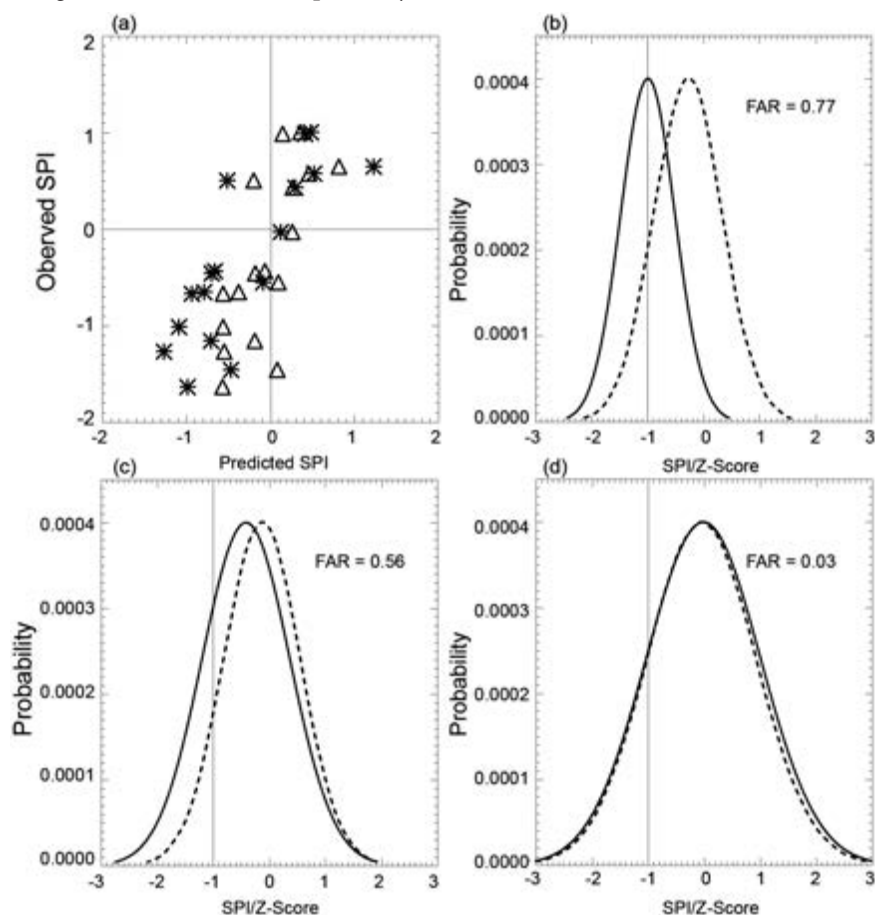 (a)
2
1
0
-1
-2
Oberved SPI
-2 -1 0 1 2
Predicted SPI
(b)
FAR = 0.77
0.0004
0.0003
0.0002
0.0001
0.0000
Probability
-3 -2 -1 0 1 2 3
SPI/Z-Score
(c)
FAR = 0.56
0.0004
0.0003
0.0002
0.0001
0.0000
Probability
-3 -2 -1 0 1 2 3
SPI/Z-Score
(d)
FAR = 0.03
0.0004
0.0003
0.0002
0.0001
0.0000
Probability
-3 -2 -1 0 1 2 3
SPI/Z-Score